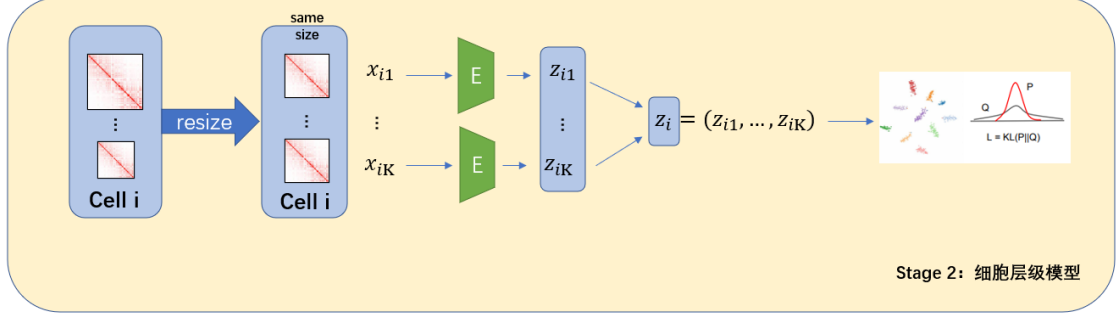 same
size
Cell i
resize
Cell i
x_{i1}
⋮
x_{iK}
E
E
z_{i1}
⋮
z_{iK}
z_i = (z_{i1}, … , z_{iK})
P
Q
L = KL(P||Q)
Stage 2：细胞层级模型